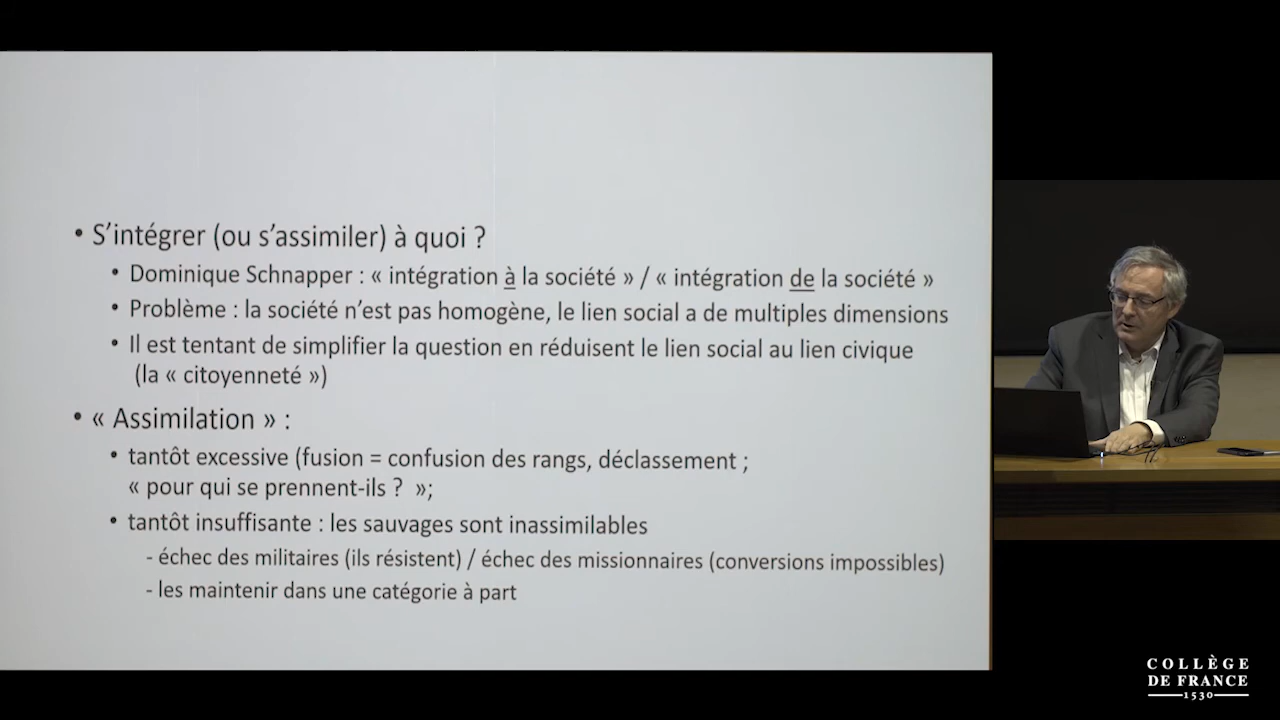 • S’intégrer (ou s’assimiler) à quoi ?
• Dominique Schnapper : « intégration à la société » / « intégration de la société »
• Problème : la société n’est pas homogène, le lien social a de multiples dimensions
• Il est tentant de simplifier la question en réduisent le lien social au lien civique
(la « citoyenneté »)
• « Assimilation » :
• tantôt excessive (fusion = confusion des rangs, déclassement ;
« pour qui se prennent-ils ? »;
• tantôt insuffisante : les sauvages sont inassimilables
- échec des militaires (ils résistent) / échec des missionnaires (conversions impossibles)
- les maintenir dans une catégorie à part
COLLÈGE
DE FRANCE
1530